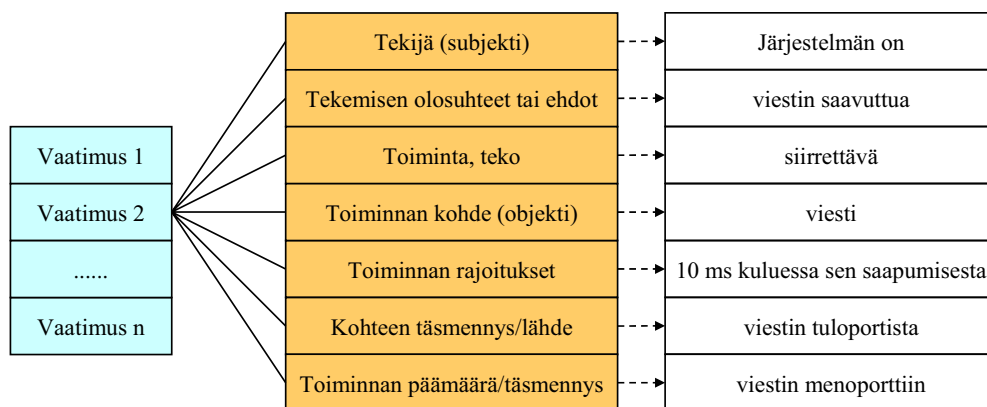 Tekijä (subjekti)
Järjestelmän on
Tekemisen olosuhteet tai ehdot
viestin saavuttua
Vaatimus 1
Toiminta, teko
siirrettävä
Vaatimus 2
Toiminnan kohde (objekti)
viesti
......
Toiminnan rajoitukset
10 ms kuluessa sen saapumisesta
Vaatimus n
Kohteen täsmennys/lähde
viestin tuloportista
Toiminnan päämäärä/täsmennys
viestin menoporttiin